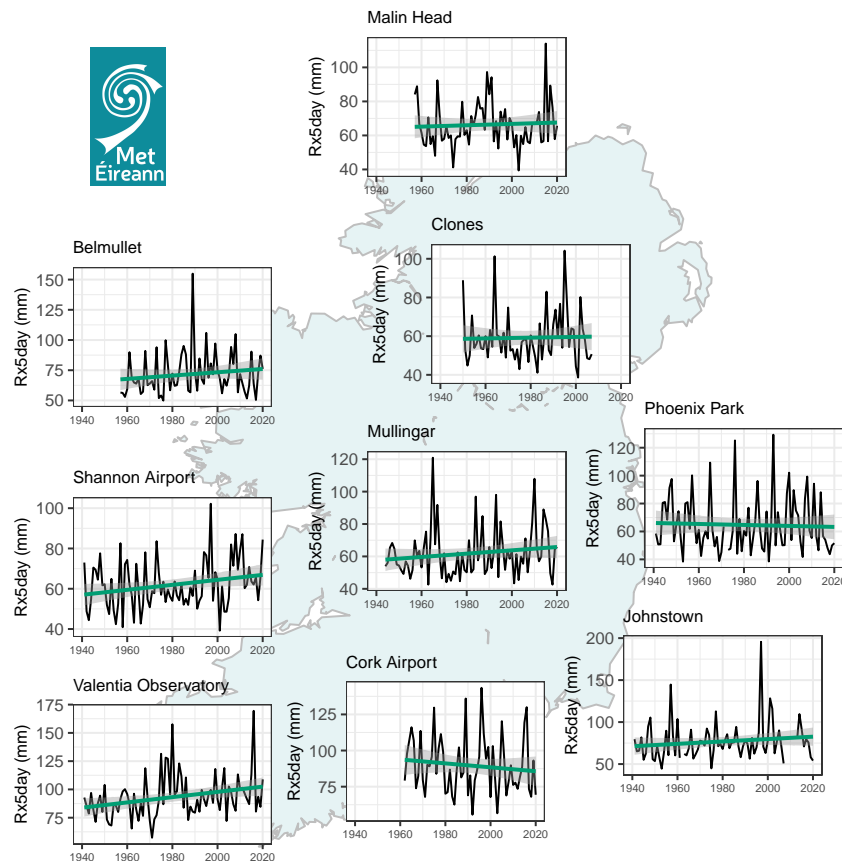 Malin Head
Rx5day (mm)
100
80
60
40
1940 1960 1980 2000 2020
Met
Éireann
Clones
Rx5day (mm)
100
80
60
40
1940 1960 1980 2000 2020
Belmullet
Rx5day (mm)
150
125
100
75
50
1940 1960 1980 2000 2020
Mullingar
Rx5day (mm)
120
100
80
60
40
1940 1960 1980 2000 2020
Phoenix Park
Rx5day (mm)
120
100
80
60
40
1940 1960 1980 2000 2020
Shannon Airport
Rx5day (mm)
100
80
60
40
1940 1960 1980 2000 2020
Johnstown
Rx5day (mm)
200
150
100
50
1940 1960 1980 2000 2020
Cork Airport
Rx5day (mm)
125
100
75
1940 1960 1980 2000 2020
Valentia Observatory
Rx5day (mm)
175
150
125
100
75
1940 1960 1980 2000 2020